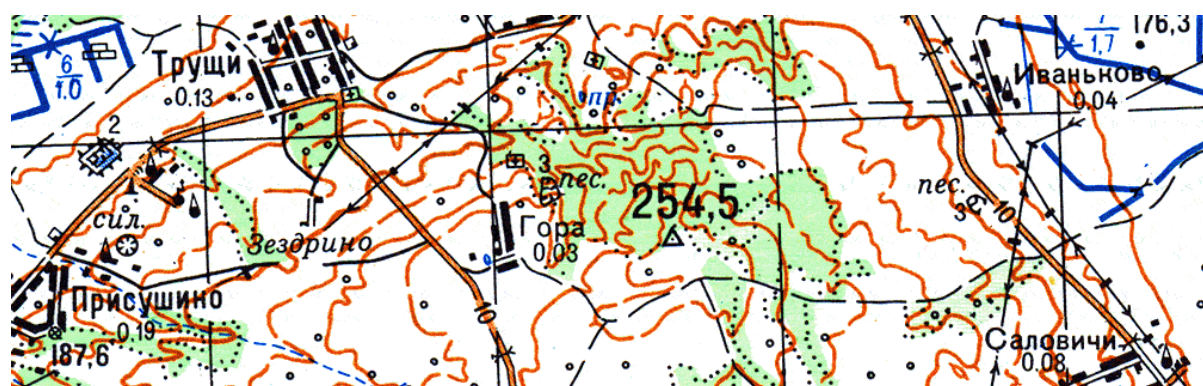 7
1,7
176,3
6
1.0
Трущи
0.13
Иваньково
0.04
2
пр.
3
пес.
254,5
пес.
3
10
сил.
Зездрино
Гора
0.03
Присушино
0.19
187,6
10
Саловичи
0.08